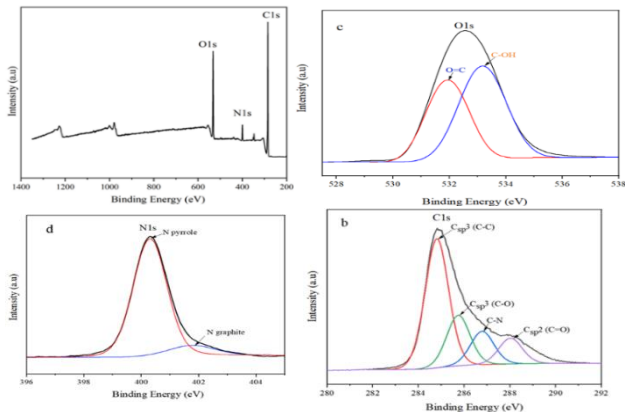 C1s
O1s
N1s
Intensity (a.u)
1400 1200 1000 800 600 400 200
Binding Energy (eV)
c
O1s
O=C
C-OH
Intensity (a.u)
528 530 532 534 536 538
Binding Energy (eV)
d
N1s
N pyrrole
N graphite
Intensity (a.u)
396 398 400 402 404
Binding Energy (eV)
b
C1s
Csp³ (C-C)
Csp³ (C-O)
C-N
Csp² (C=O)
Intensity (a.u)
280 282 284 286 288 290 292
Binding Energy (eV)